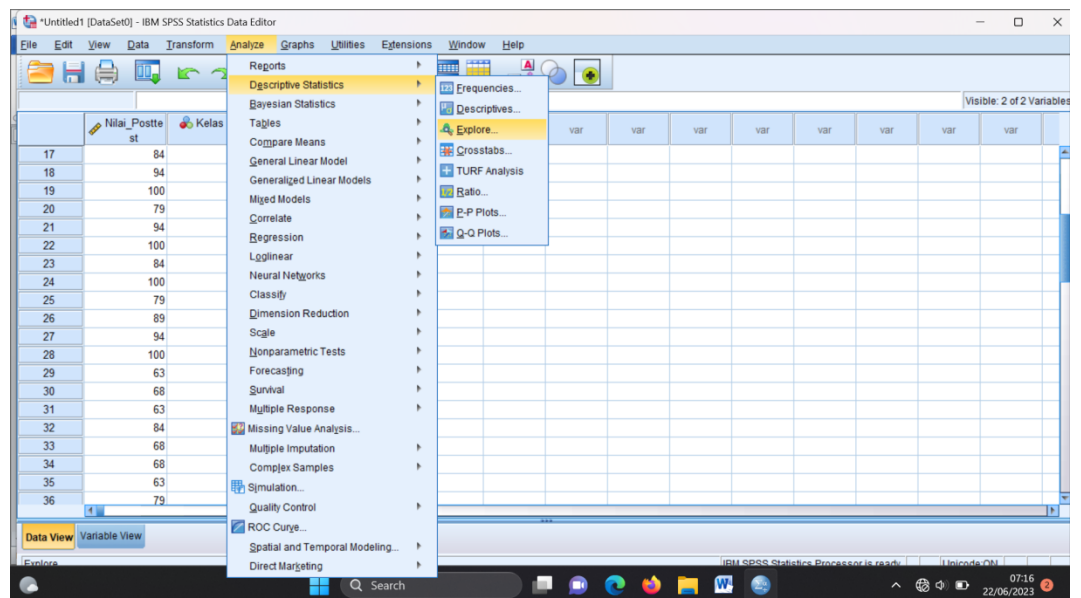 *Untitled1 [DataSet0] - IBM SPSS Statistics Data Editor
File Edit View Data Transform Analyze Graphs Utilities Extensions Window Help
Visible: 2 of 2 Variables
Nilai_Posttest
Kelas
var var var var var var var var
17 84
18 94
19 100
20 79
21 94
22 100
23 84
24 100
25 79
26 89
27 94
28 100
29 63
30 68
31 63
32 84
33 68
34 68
35 63
36 79
Reports
Descriptive Statistics
Bayesian Statistics
Tables
Compare Means
General Linear Model
Generalized Linear Models
Mixed Models
Correlate
Regression
Loglinear
Neural Networks
Classify
Dimension Reduction
Scale
Nonparametric Tests
Forecasting
Survival
Multiple Response
Missing Value Analysis...
Multiple Imputation
Complex Samples
Simulation...
Quality Control
ROC Curve...
Spatial and Temporal Modeling...
Direct Marketing
Frequencies...
Descriptives...
Explore...
Crosstabs...
TURF Analysis
Ratio...
P-P Plots...
Q-Q Plots...
Data View Variable View
Explore IBM SPSS Statistics Processor is ready Unicode:ON
Search
07:16
22/06/2023 2